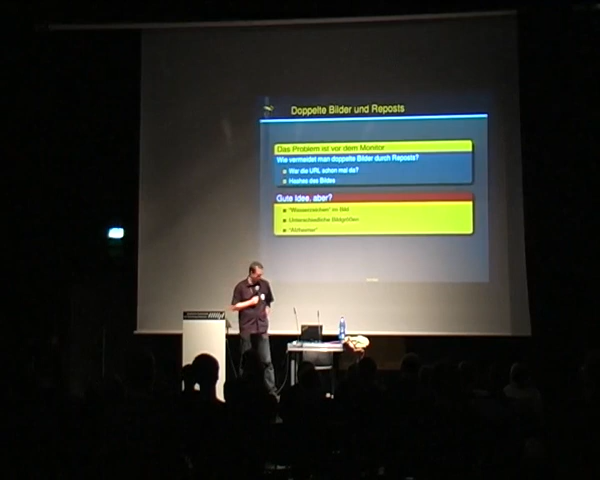 Doppelte Bilder und Reposts
Das Problem ist vor dem Monitor
Wie vermeidet man doppelte Bilder durch Reposts?
War die URL schon mal da?
Hashes des Bildes
Gute Idee, aber?
"Wasserzeichen" im Bild
Unterschiedliche Bildgrößen
"Alzheimer"